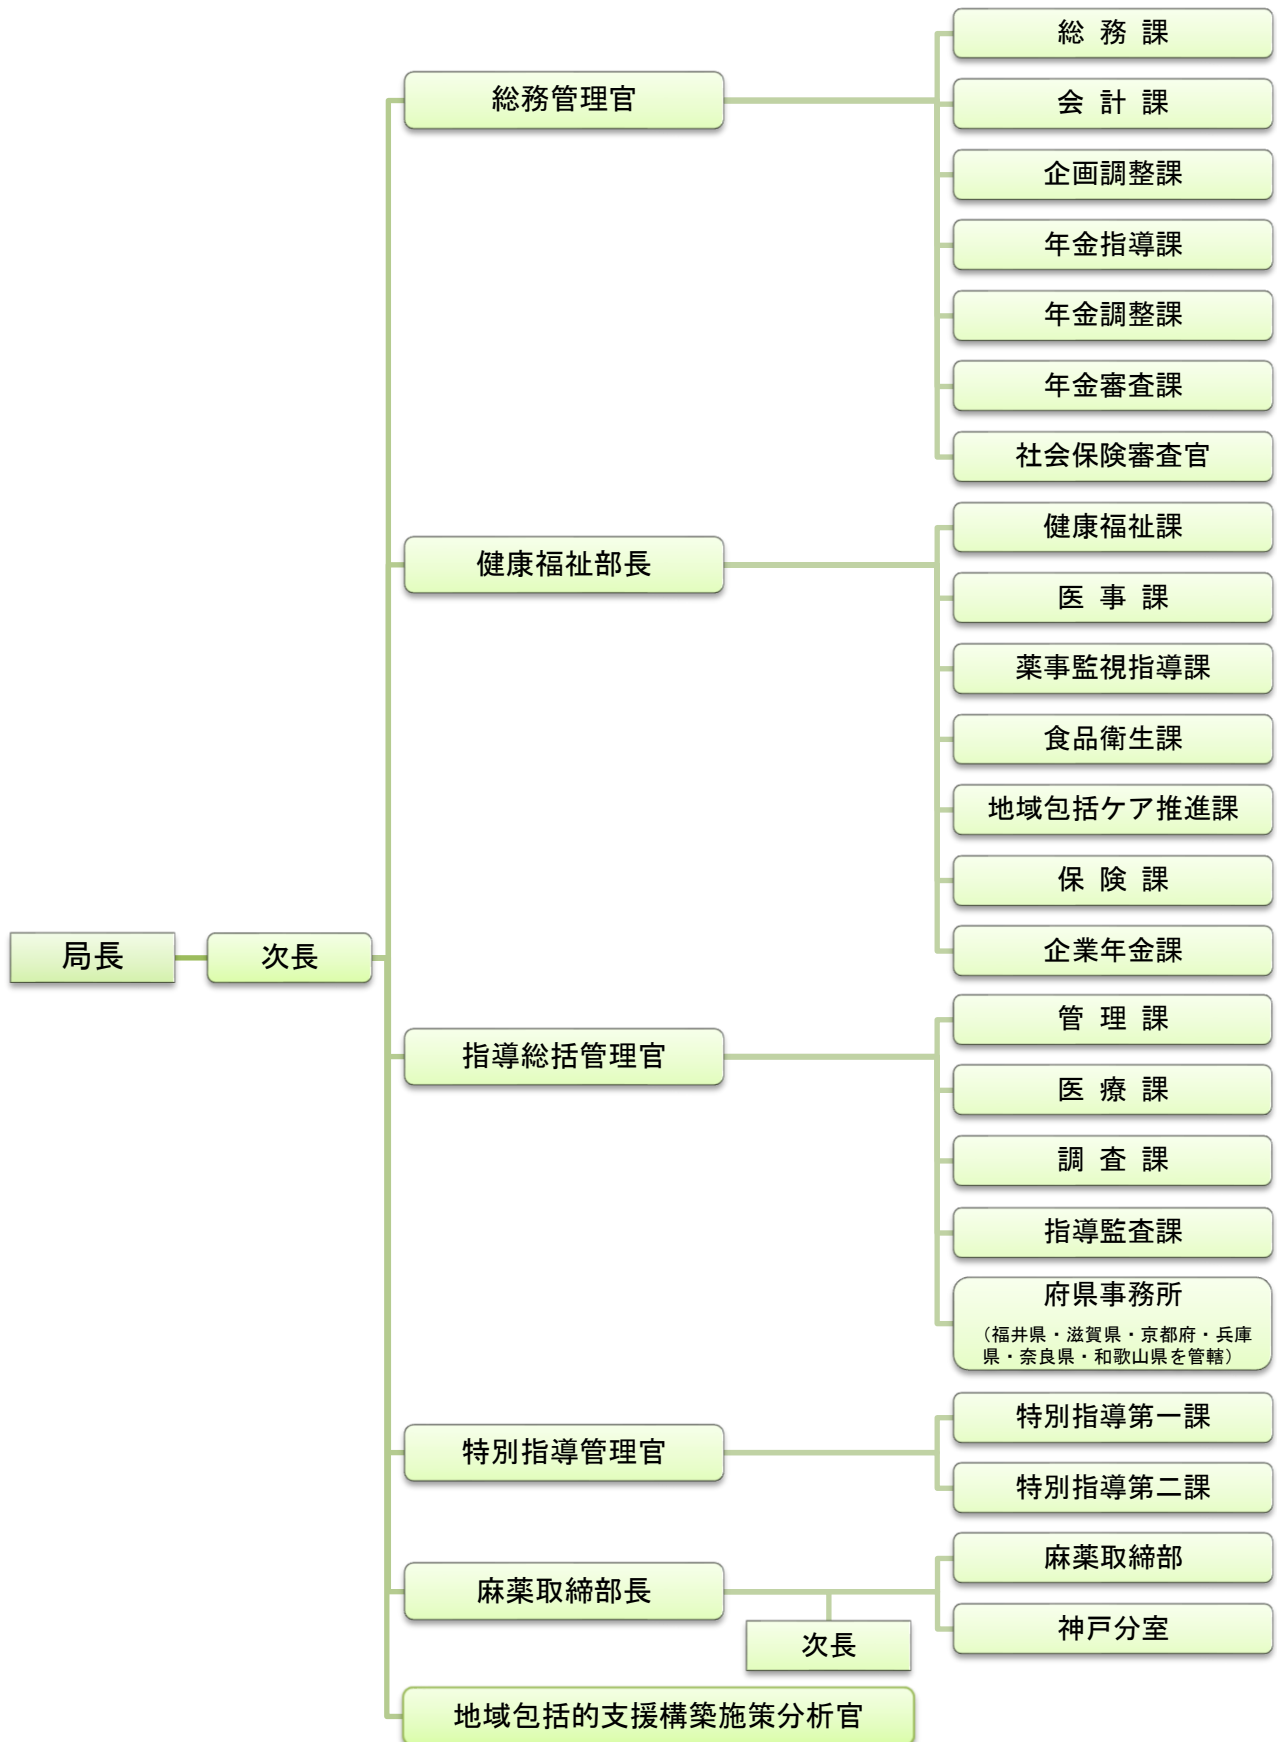 局長
次長
総務管理官
総務課
会計課
企画調整課
年金指導課
年金調整課
年金審査課
社会保険審査官
健康福祉部長
健康福祉課
医事課
薬事監視指導課
食品衛生課
地域包括ケア推進課
保険課
企業年金課
指導総括管理官
管理課
医療課
調査課
指導監査課
府県事務所
（福井県・滋賀県・京都府・兵庫
県・奈良県・和歌山県を管轄）
特別指導管理官
特別指導第一課
特別指導第二課
麻薬取締部長
次長
麻薬取締部
神戸分室
地域包括的支援構築施策分析官